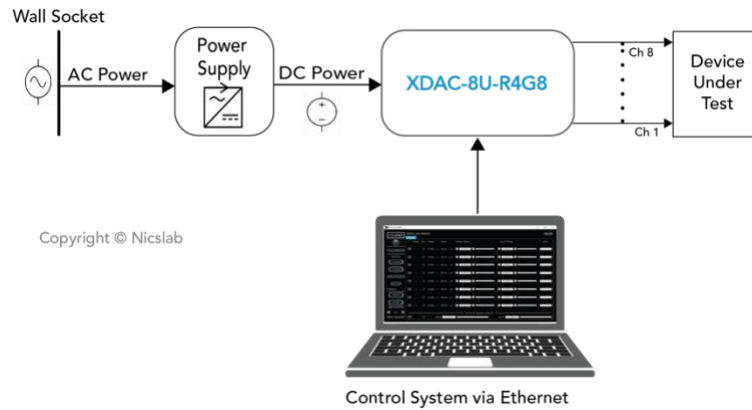 Wall Socket
AC Power
Power
Supply
DC Power
XDAC-8U-R4G8
Ch 8
Ch 1
Device
Under
Test
Copyright © Nicslab
Control System via Ethernet